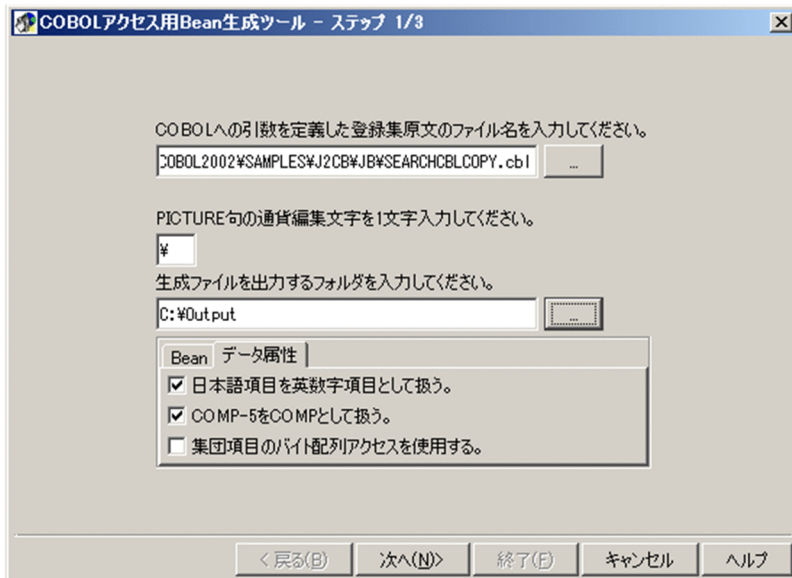 COBOLアクセス用Bean生成ツール - ステップ 1/3
COBOLへの引数を定義した登録集原文のファイル名を入力してください。
COBOL2002¥SAMPLES¥J2CB¥JB¥SEARCHCBLCOPY.cbl
...
PICTURE句の通貨編集文字を1文字入力してください。
¥
生成ファイルを出力するフォルダを入力してください。
C:¥Output
...
Bean データ属性
日本語項目を英数字項目として扱う。
COMP-5をCOMPとして扱う。
集団項目のバイト配列アクセスを使用する。
< 戻る(B) 次へ(N)> 終了(F) キャンセル ヘルプ